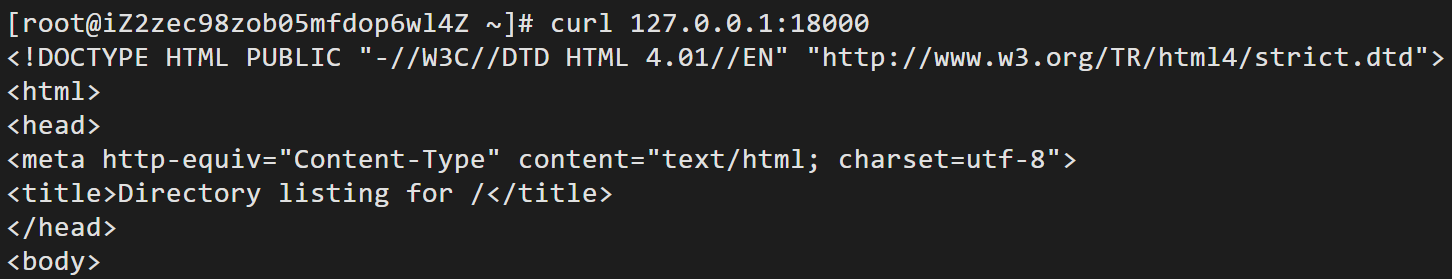 [root@iZ2zec98zob05mfdop6wl4Z ~]# curl 127.0.0.1:18000
<!DOCTYPE HTML PUBLIC "-//W3C//DTD HTML 4.01//EN" "http://www.w3.org/TR/html4/strict.dtd">
<html>
<head>
<meta http-equiv="Content-Type" content="text/html; charset=utf-8">
<title>Directory listing for /</title>
</head>
<body>